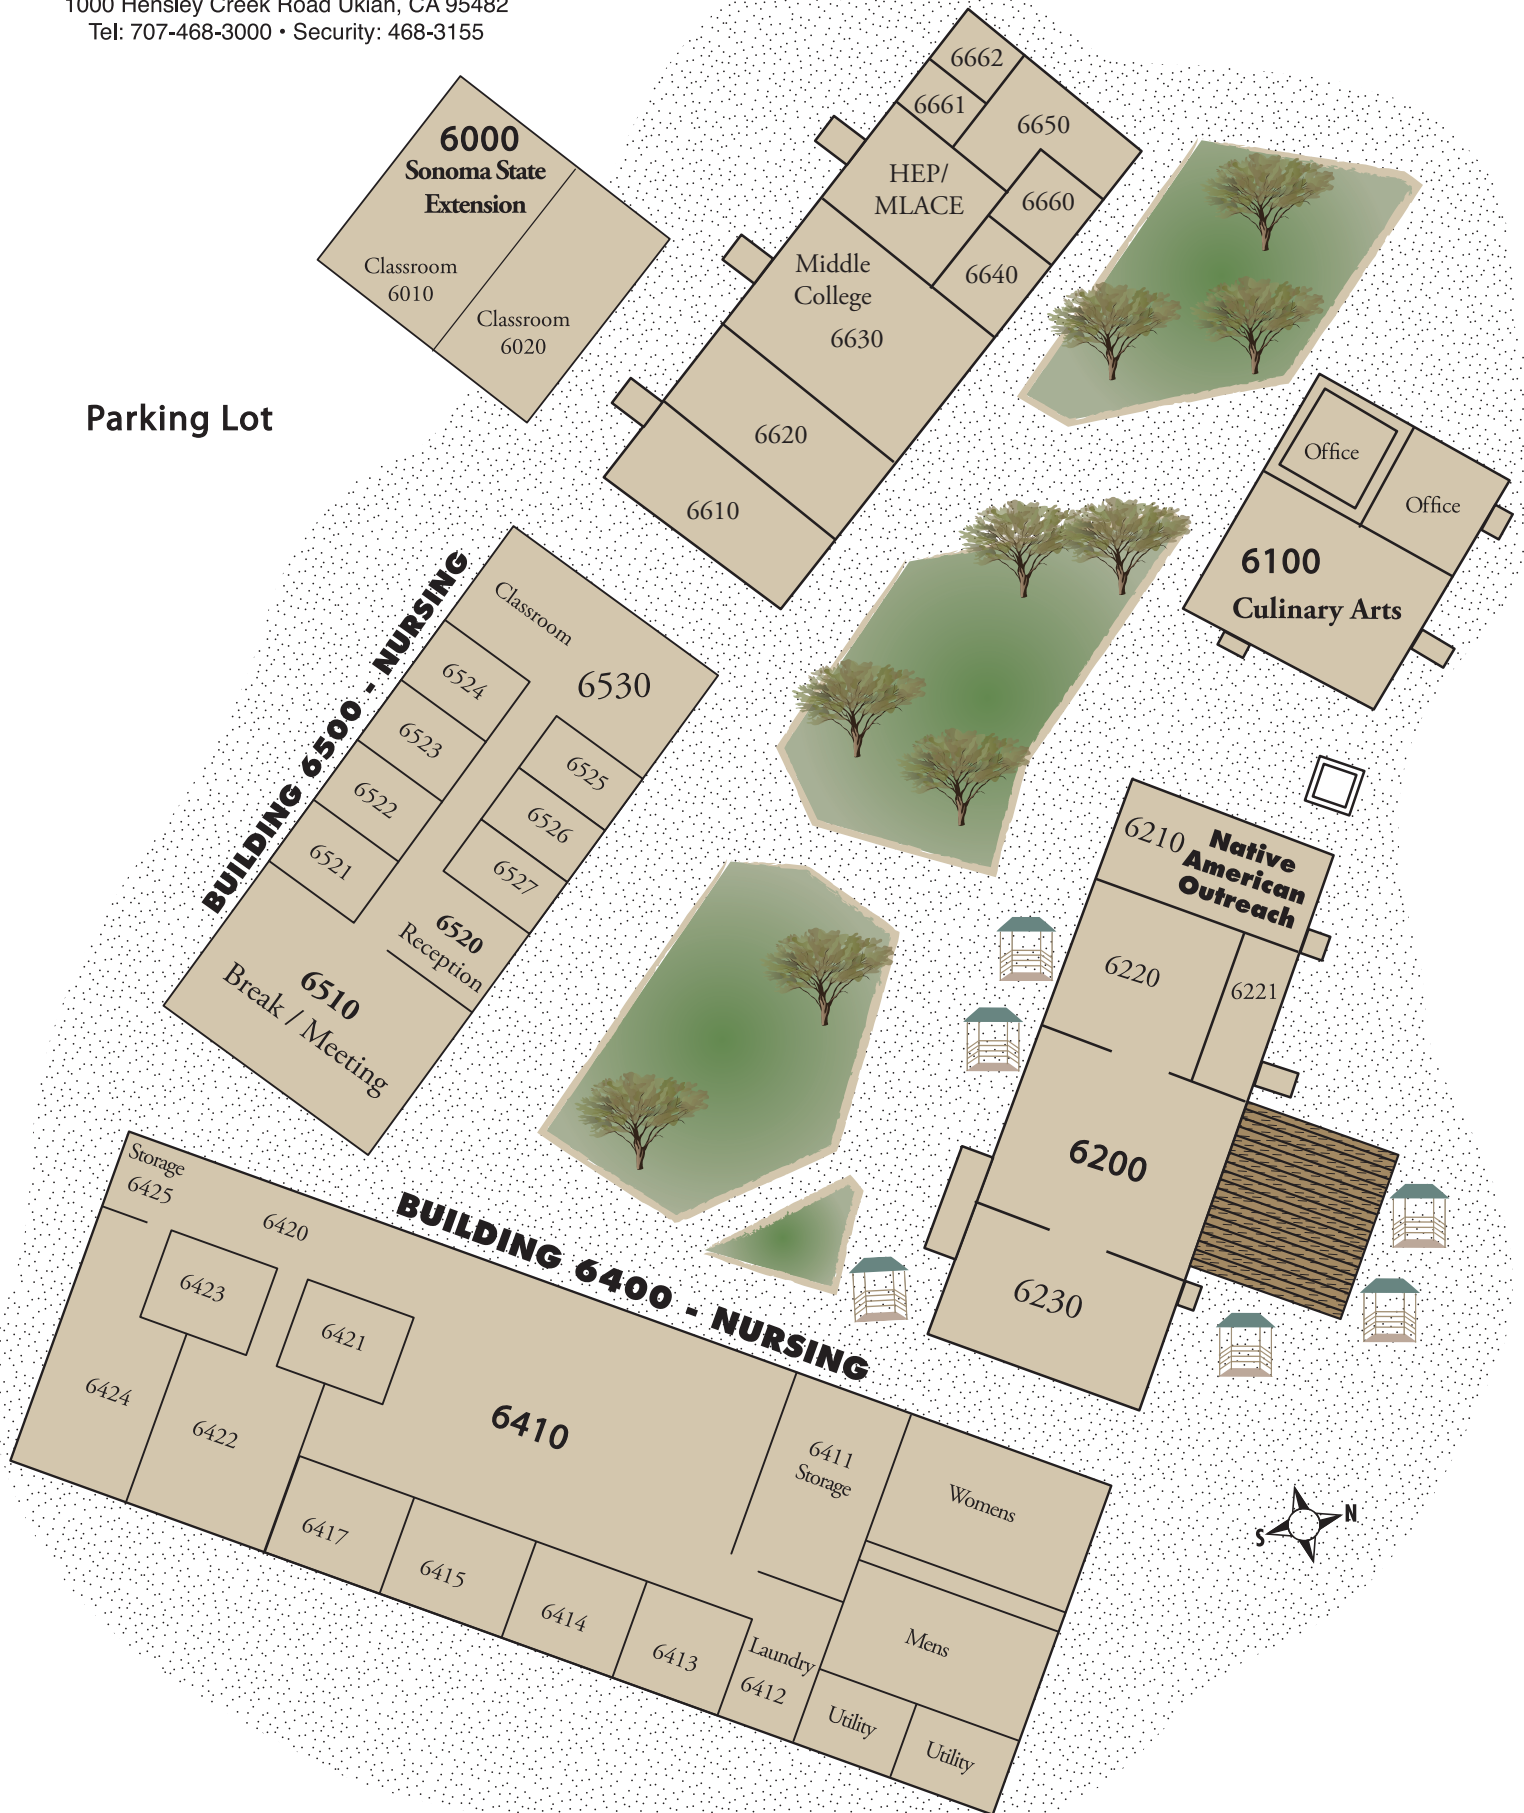 1000 Hensley Creek Road Ukiah, CA 95482
Tel: 707-468-3000 • Security: 468-3155
6000
Sonoma State
Extension
Classroom
6010
Classroom
6020
Parking Lot
6662
6661
6650
HEP/
MLACE
6660
6640
Middle
College
6630
6620
6610
Office
Office
6100
Culinary Arts
BUILDING 6500 - NURSING
Classroom
6530
6524
6523
6522
6521
6525
6526
6527
6520
Reception
6510
Break / Meeting
6210
Native
American
Outreach
6220
6221
6200
6230
BUILDING 6400 - NURSING
Storage
6425
6420
6423
6421
6424
6422
6410
6411
Storage
Womens
6417
6415
6414
6413
Laundry
6412
Mens
Utility
Utility
N
S